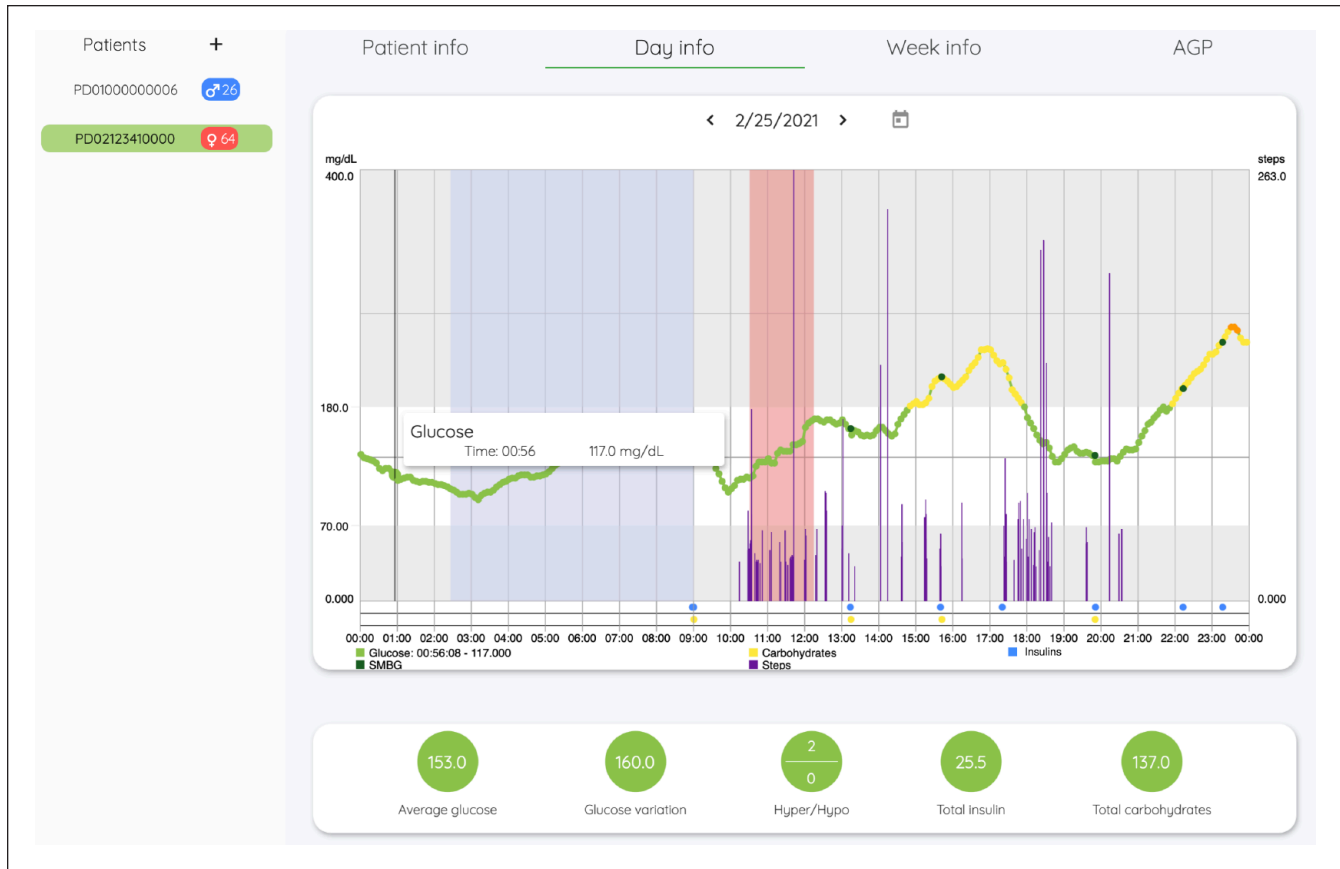 Patients +
PD01000000006 ♂ 26
PD02123410000 ♀ 64
Patient info Day info Week info AGP
< 2/25/2021 >
mg/dL steps
400.0 263.0
180.0
Glucose
Time: 00:56 117.0 mg/dL
70.00
0.000 0.000
00:00 01:00 02:00 03:00 04:00 05:00 06:00 07:00 08:00 09:00 10:00 11:00 12:00 13:00 14:00 15:00 16:00 17:00 18:00 19:00 20:00 21:00 22:00 23:00 00:00
Glucose: 00:56:08 - 117.000 Carbohydrates Insulins
SMBG Steps
153.0 160.0 2 25.5 137.0
0
Average glucose Glucose variation Hyper/Hypo Total insulin Total carbohydrates